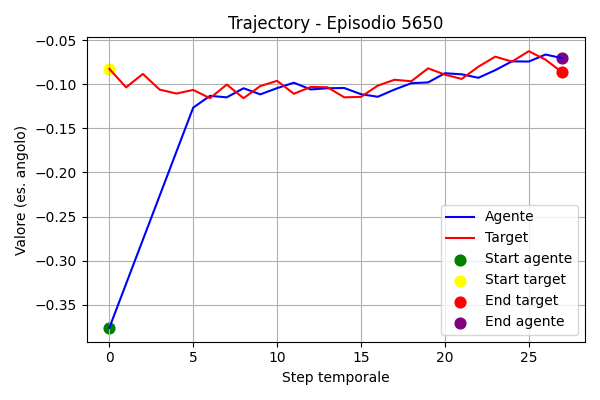 Trajectory - Episodio 5650
Valore (es. angolo)
−0.05
−0.10
−0.15
−0.20
−0.25
−0.30
−0.35
0
5
10
15
20
25
Step temporale
Agente
Target
Start agente
Start target
End target
End agente